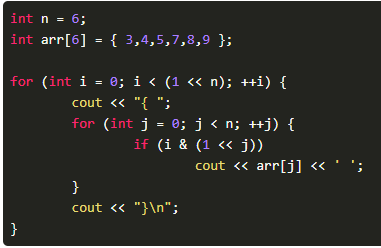 int n = 6;
int arr[6] = { 3,4,5,7,8,9 };
for (int i = 0; i < (1 << n); ++i) {
        cout << "{ ";
        for (int j = 0; j < n; ++j) {
                if (i & (1 << j))
                        cout << arr[j] << ' ';
        }
        cout << "}\n";
}